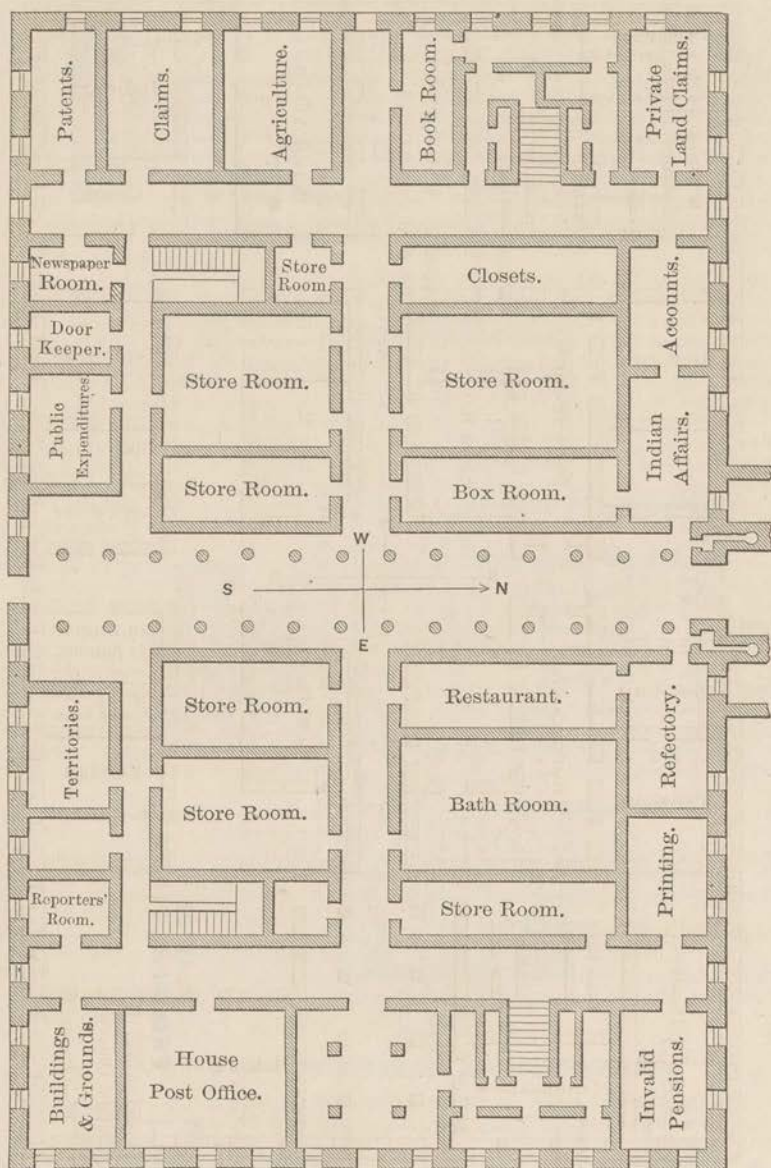 Patents.
Claims.
Agriculture.
Book Room.
Private
Land Claims.
Newspaper
Room.
Store
Room.
Closets.
Accounts.
Door
Keeper.
Public
Expenditures.
Store Room.
Store Room.
Indian
Affairs.
Store Room.
Box Room.
W
S
N
E
Store Room.
Restaurant.
Refectory.
Territories.
Store Room.
Bath Room.
Printing.
Reporters'
Room.
Store Room.
Buildings
& Grounds.
House
Post Office.
Invalid
Pensions.